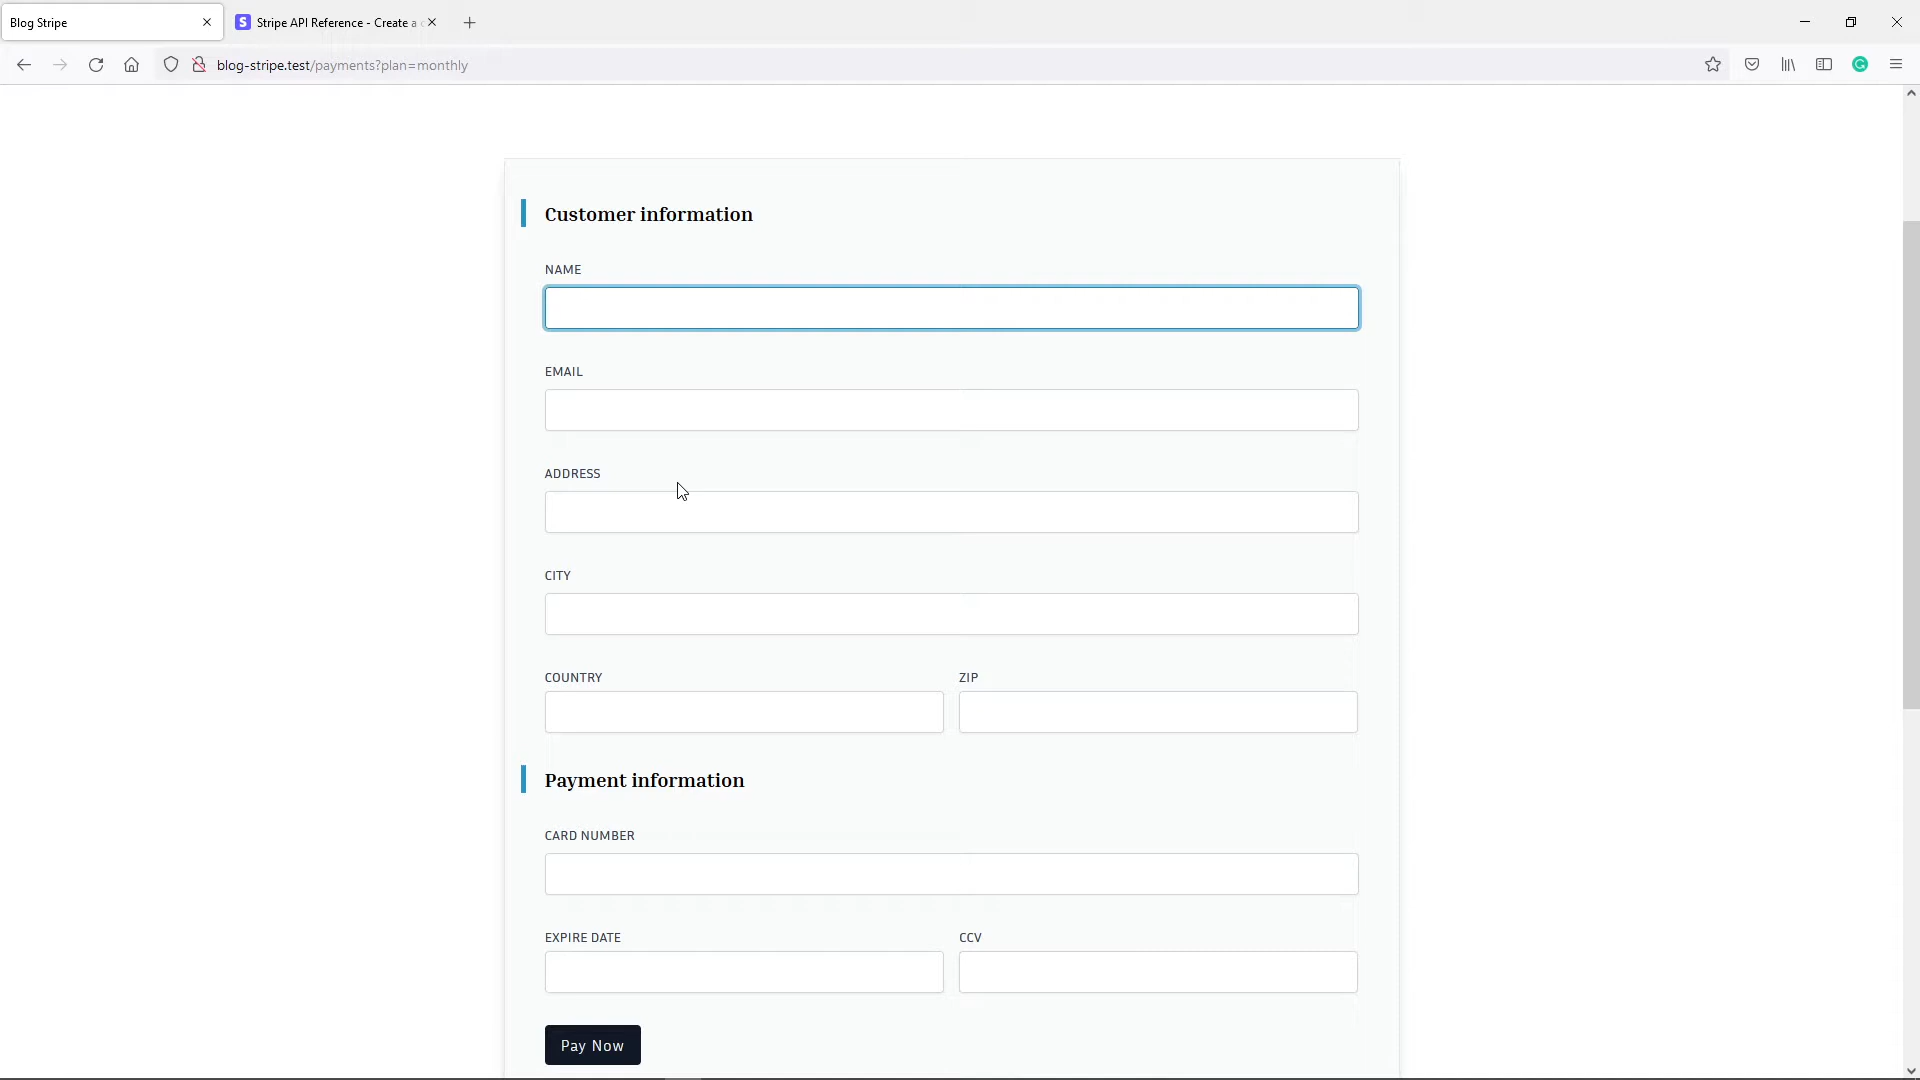 Blog Stripe
S Stripe API Reference - Create a c
blog-stripe.test/payments?plan=monthly
Customer information
NAME
EMAIL
ADDRESS
CITY
COUNTRY ZIP
Payment information
CARD NUMBER
EXPIRE DATE CCV
Pay Now